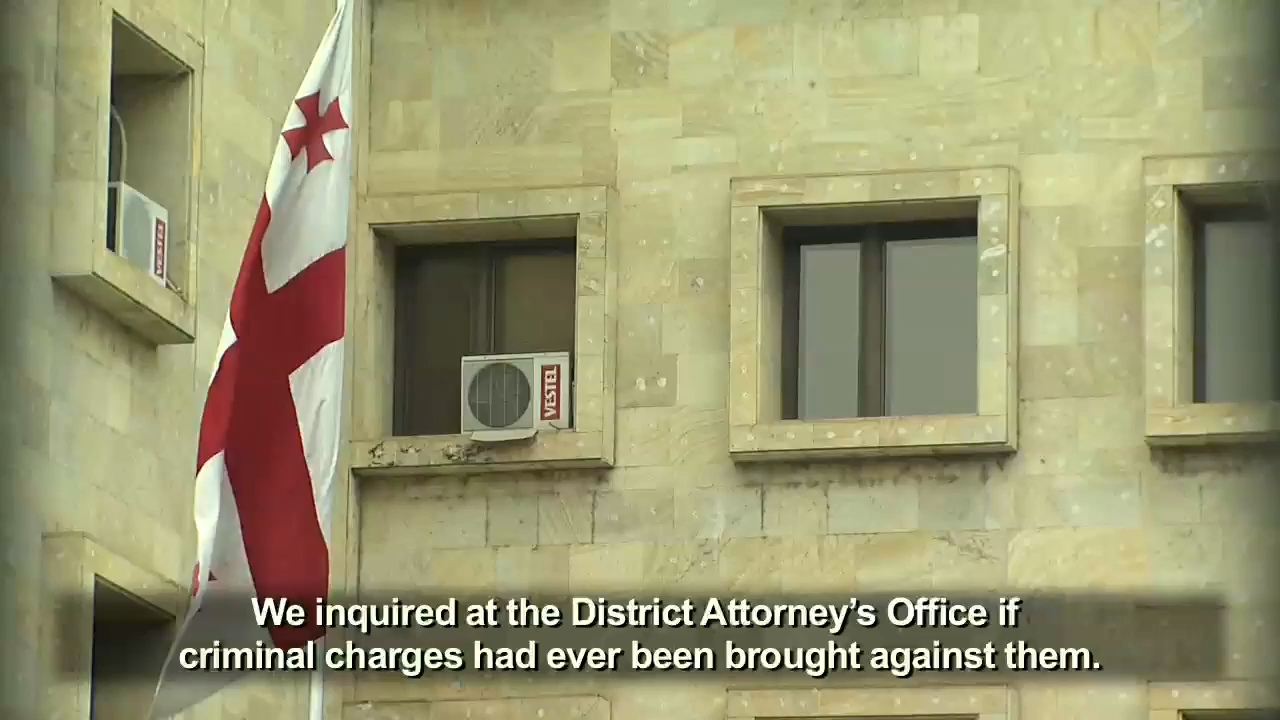 VESTEL
VESTEL
We inquired at the District Attorney's Office if
criminal charges had ever been brought against them.